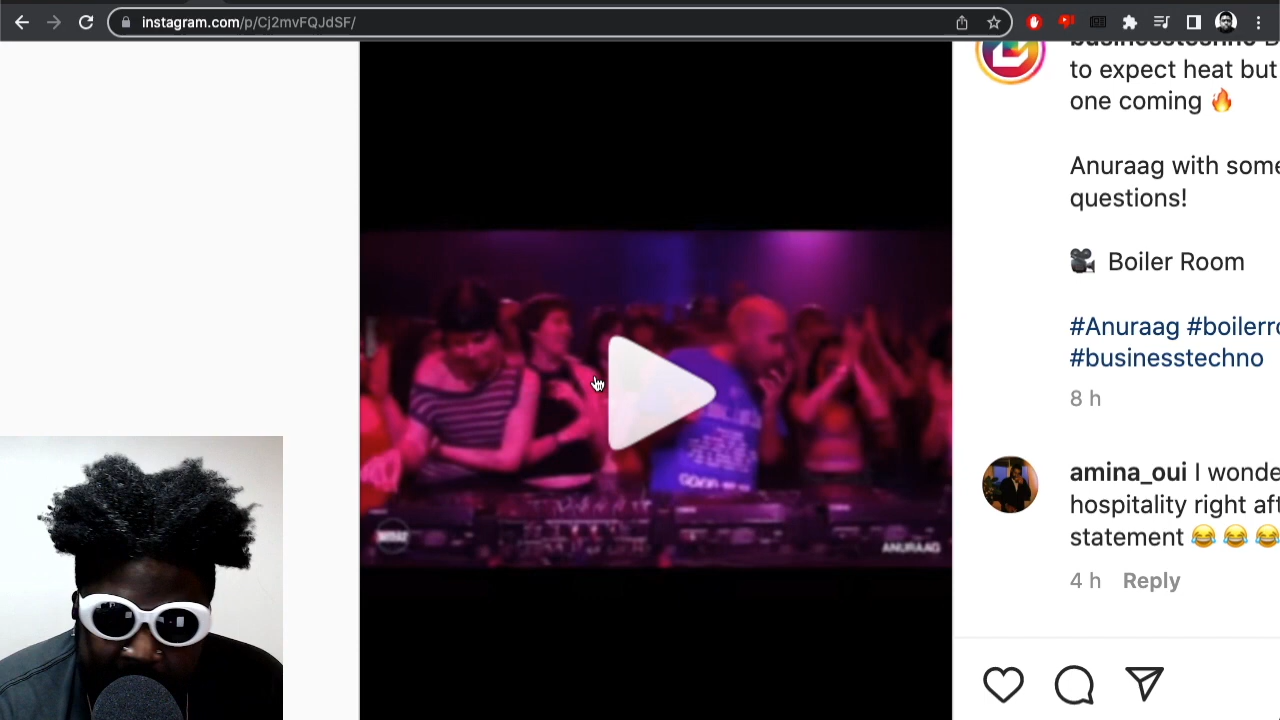 instagram.com/p/Cj2mvFQJdSF/
to expect heat but
one coming 🔥
Anuraag with some
questions!
🎥 Boiler Room
#Anuraag #boilerro
#businesstechno
8 h
amina_oui I wonde
hospitality right aft
statement 😂 😂 😂
4 h Reply
ANURAAG